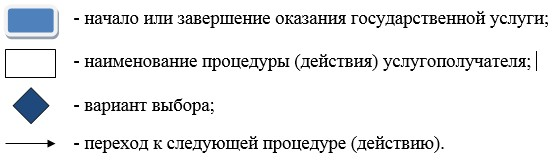 - начало или завершение оказания государственной услуги;
- наименование процедуры (действия) услугополучателя;
- вариант выбора;
- переход к следующей процедуре (действию).